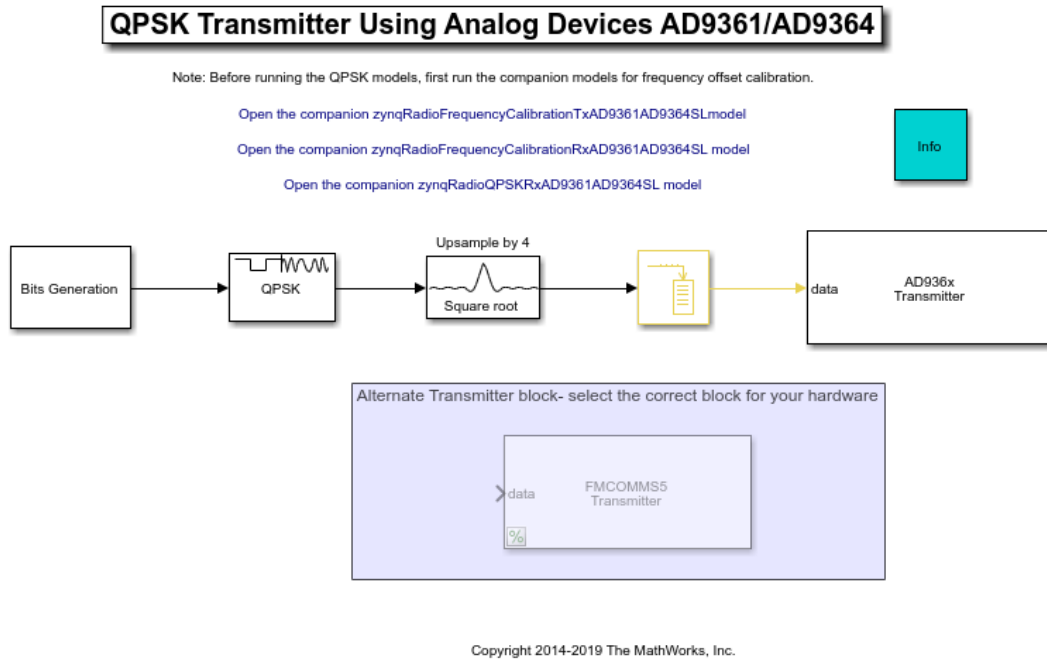 QPSK Transmitter Using Analog Devices AD9361/AD9364
Note: Before running the QPSK models, first run the companion models for frequency offset calibration.
Open the companion zynqRadioFrequencyCalibrationTxAD9361AD9364SLmodel
Open the companion zynqRadioFrequencyCalibrationRxAD9361AD9364SL model
Open the companion zynqRadioQPSKRxAD9361AD9364SL model
Info
Upsample by 4
Bits Generation
QPSK
Square root
data
AD936x
Transmitter
Alternate Transmitter block- select the correct block for your hardware
data
FMCOMMS5
Transmitter
%
Copyright 2014-2019 The MathWorks, Inc.